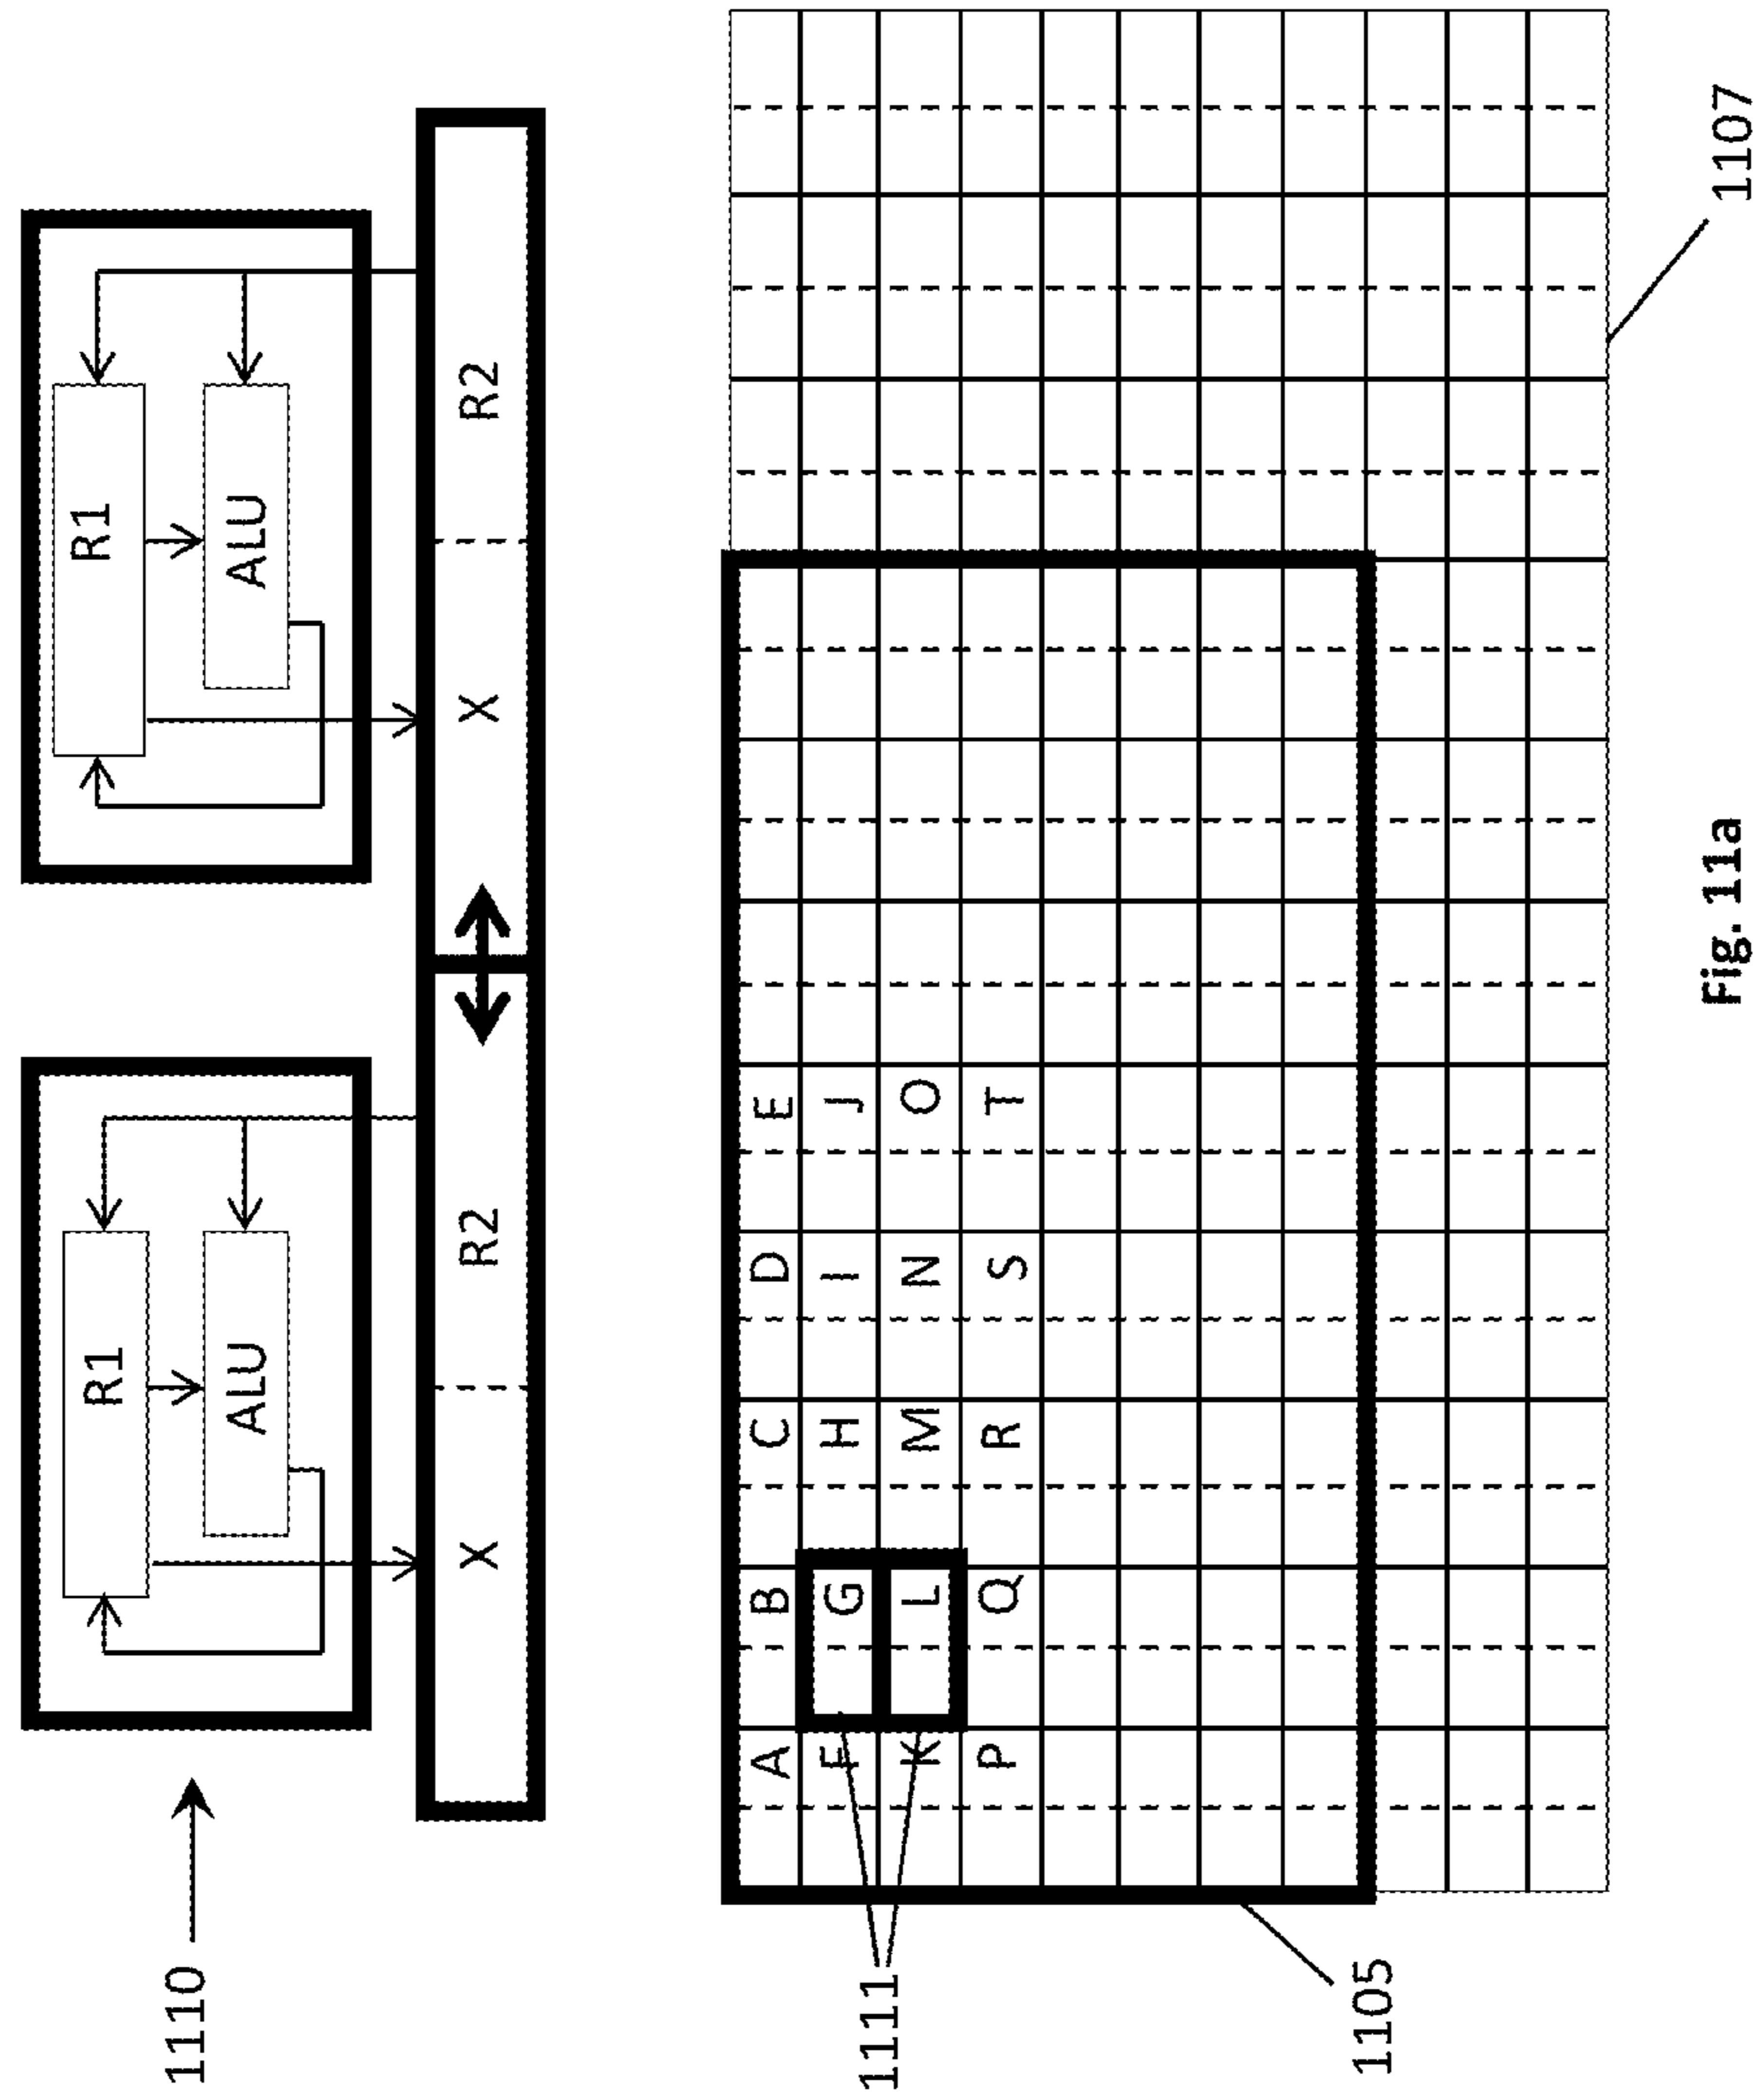 R1 R1
1110
ALU ALU
X R2 X R2
A B C D E
F G H I J
1111
K L M N O
P Q R S T
1105
1107
Fig. 11a